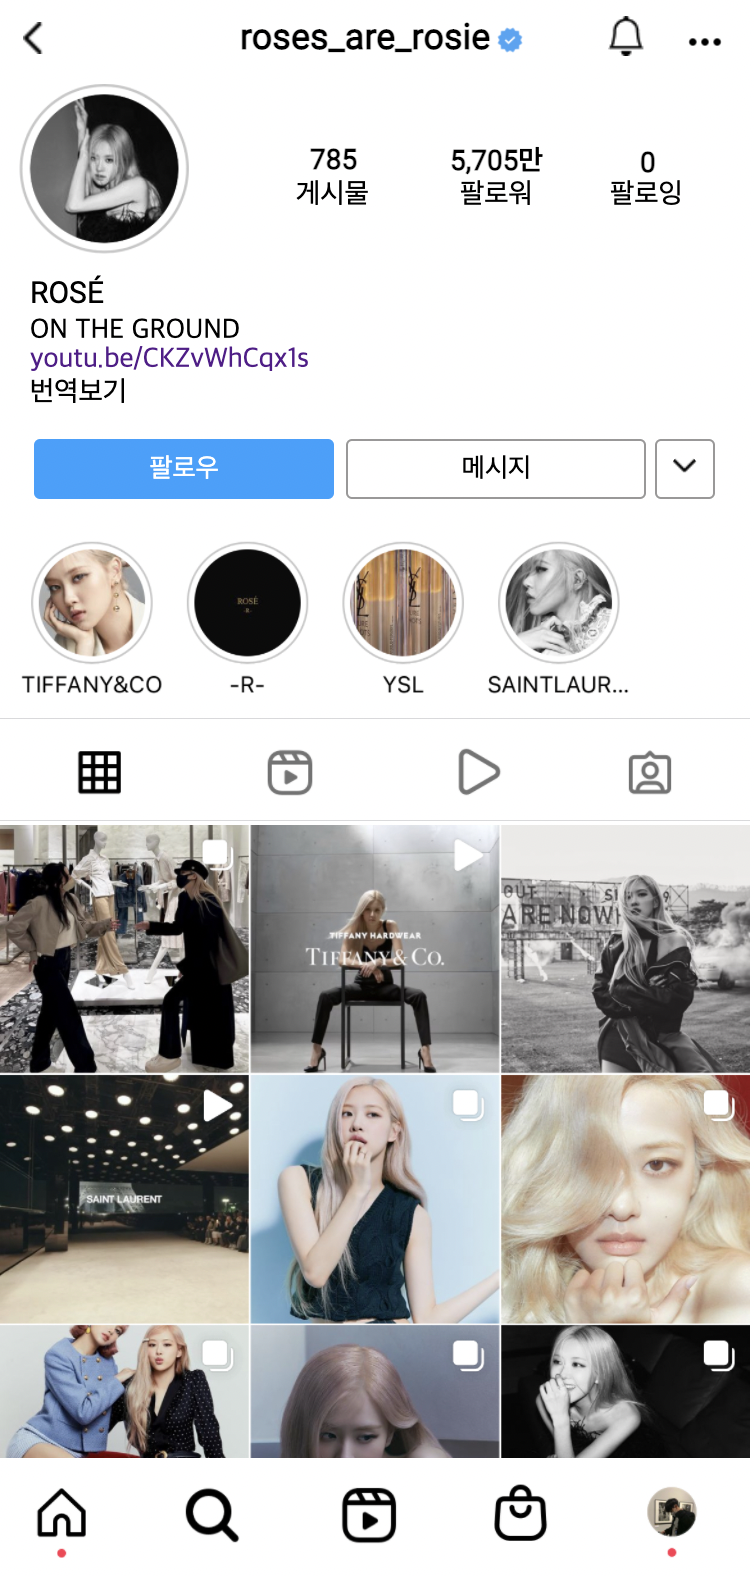 roses_are_rosie
785
게시물
5,705만
팔로워
0
팔로잉
ROSÉ
ON THE GROUND
youtu.be/CKZvWhCqx1s
번역보기
팔로우
메시지
ROSÉ
-R-
TIFFANY&CO
-R-
YSL
SAINTLAUR...
TIFFANY HARDWEAR
TIFFANY & CO.
OUT
ARE NOWH
SAINT LAURENT